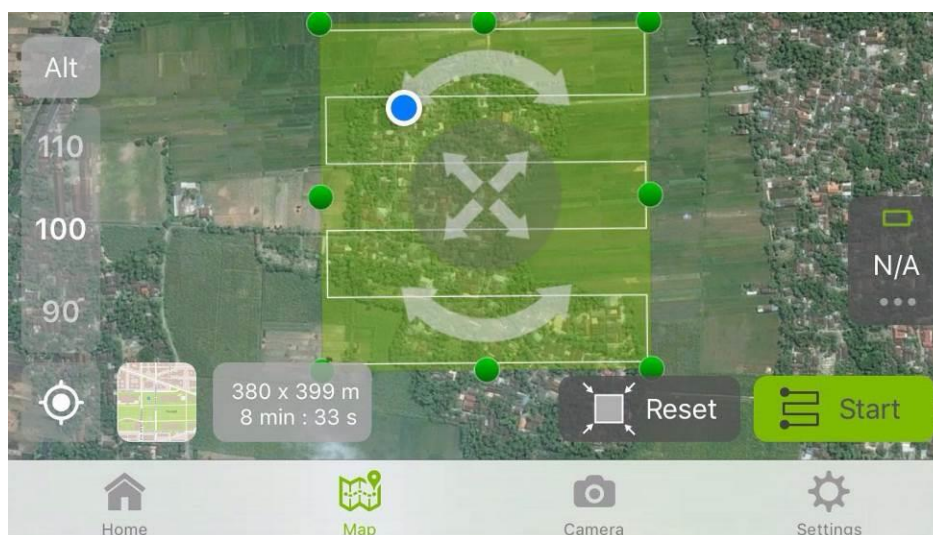 Alt
110
100
90
N/A
380 x 399 m
8 min : 33 s
Reset
Start
Home
Map
Camera
Settings